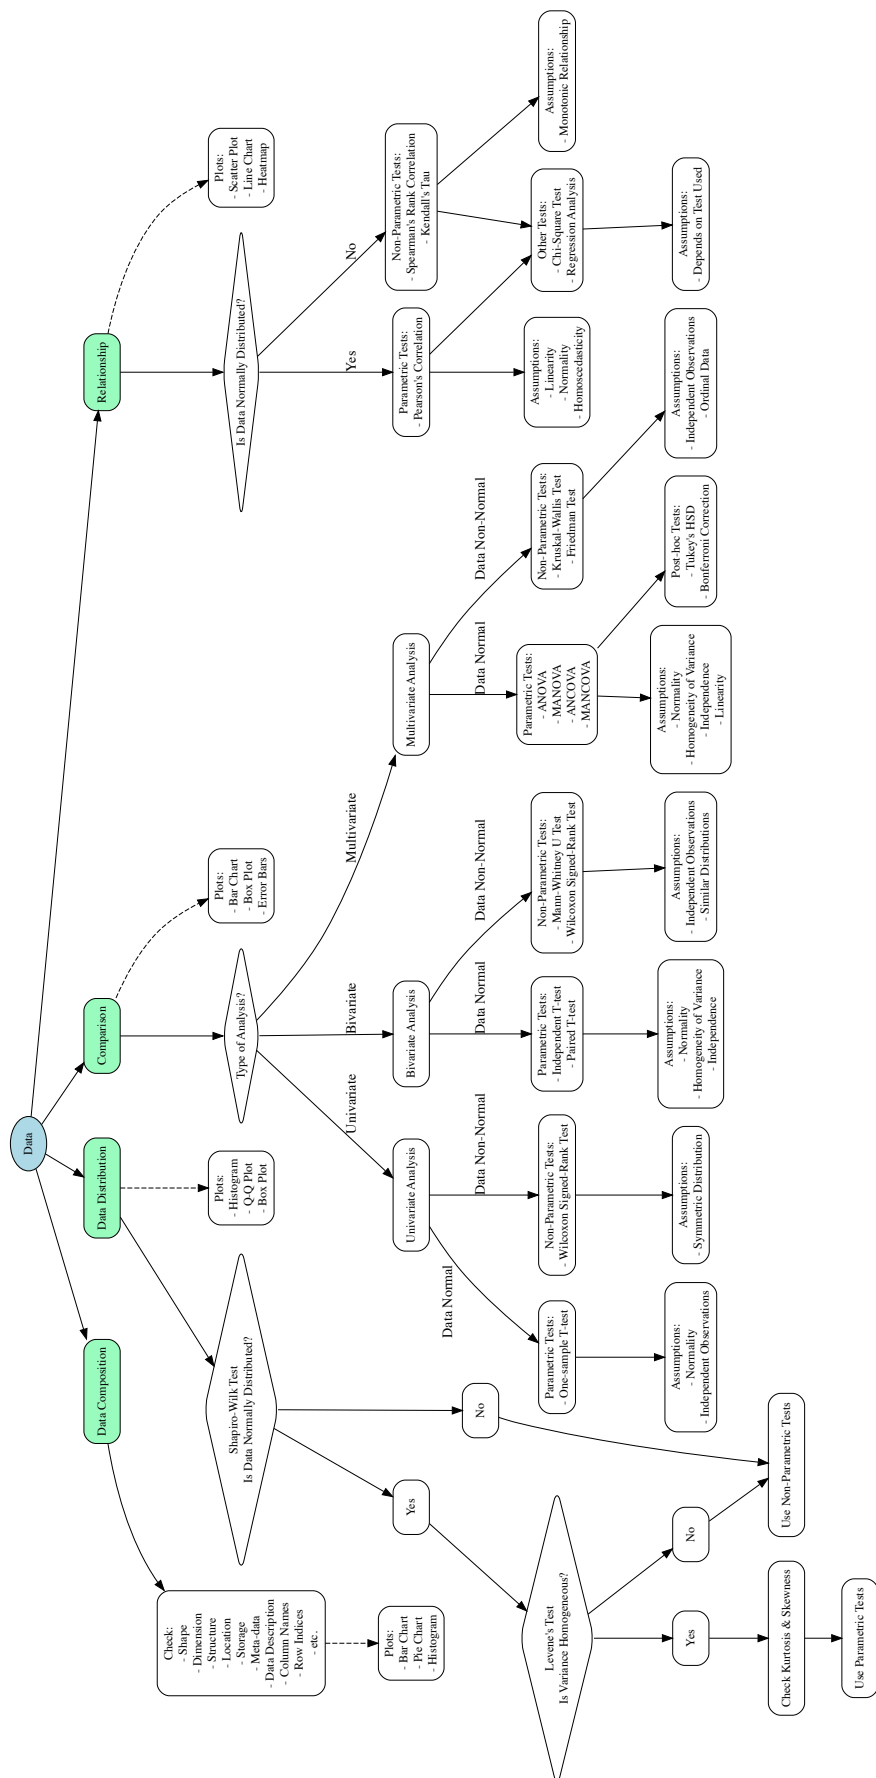 Data
Data Composition
Data Distribution
Comparison
Relationship
Check:
- Shape
- Dimension
- Structure
- Location
- Storage
- Meta-data
- Data Description
- Column Names
- Row Indices
- etc.
Plots:
- Bar Chart
- Pie Chart
- Histogram
Shapiro-Wilk Test
Is Data Normally Distributed?
Plots:
- Histogram
- Q-Q Plot
- Box Plot
Yes
No
Levene's Test
Is Variance Homogeneous?
Yes
No
Check Kurtosis & Skewness
Use Non-Parametric Tests
Use Parametric Tests
Type of Analysis?
Plots:
- Bar Chart
- Box Plot
- Error Bars
Univariate
Bivariate
Multivariate
Univariate Analysis
Bivariate Analysis
Multivariate Analysis
Data Normal
Data Non-Normal
Data Normal
Data Non-Normal
Data Normal
Data Non-Normal
Parametric Tests:
- One-sample T-test
Non-Parametric Tests:
- Wilcoxon Signed-Rank Test
Parametric Tests:
- Independent T-test
- Paired T-test
Non-Parametric Tests:
- Mann-Whitney U Test
- Wilcoxon Signed-Rank Test
Parametric Tests:
- ANOVA
- MANOVA
- ANCOVA
- MANCOVA
Non-Parametric Tests:
- Kruskal-Wallis Test
- Friedman Test
Assumptions:
- Normality
- Independent Observations
Assumptions:
- Symmetric Distribution
Assumptions:
- Normality
- Homogeneity of Variance
- Independence
Assumptions:
- Independent Observations
- Similar Distributions
Assumptions:
- Normality
- Homogeneity of Variance
- Independence
- Linearity
Post-hoc Tests:
- Tukey's HSD
- Bonferroni Correction
Assumptions:
- Independent Observations
- Ordinal Data
Is Data Normally Distributed?
Plots:
- Scatter Plot
- Line Chart
- Heatmap
Yes
No
Parametric Tests:
- Pearson's Correlation
Non-Parametric Tests:
- Spearman's Rank Correlation
- Kendall's Tau
Assumptions:
- Linearity
- Normality
- Homoscedasticity
Other Tests:
- Chi-Square Test
- Regression Analysis
Assumptions:
- Monotonic Relationship
Assumptions:
- Depends on Test Used